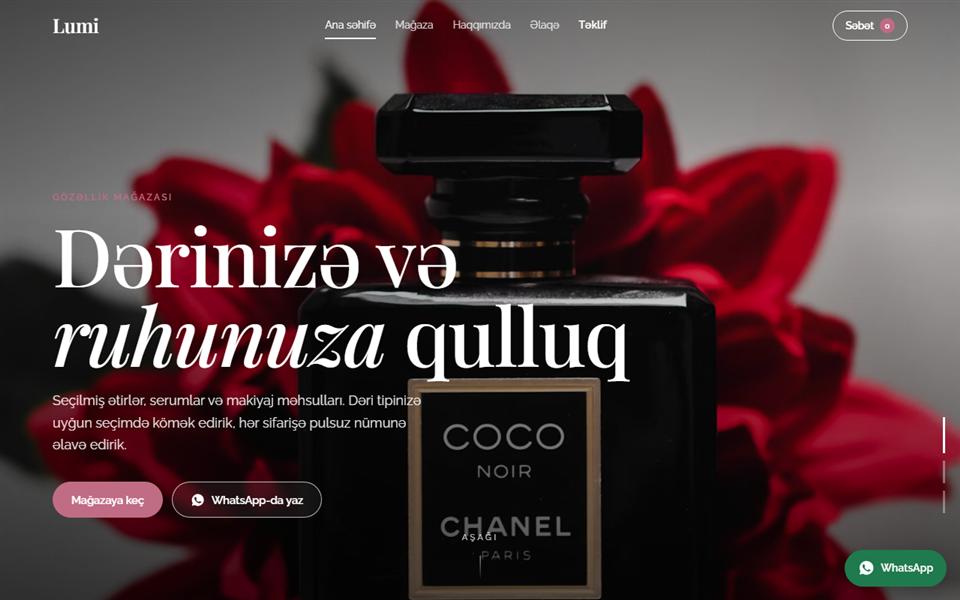 Lumi
Ana səhifə
Mağaza
Haqqımızda
Əlaqə
Təklif
Səbət 0
GÖZƏLLİK MAĞAZASI
Dərinizə və
ruhunuza qulluq
Seçilmiş ətirlər, serumlar və makiyaj məhsulları. Dəri tipinizə
uyğun seçimdə kömək edirik, hər sifarişə pulsuz nümunə
əlavə edirik.
Mağazaya keç
WhatsApp-da yaz
COCO
NOIR
CHANEL
AŞAĞI
PARIS
WhatsApp